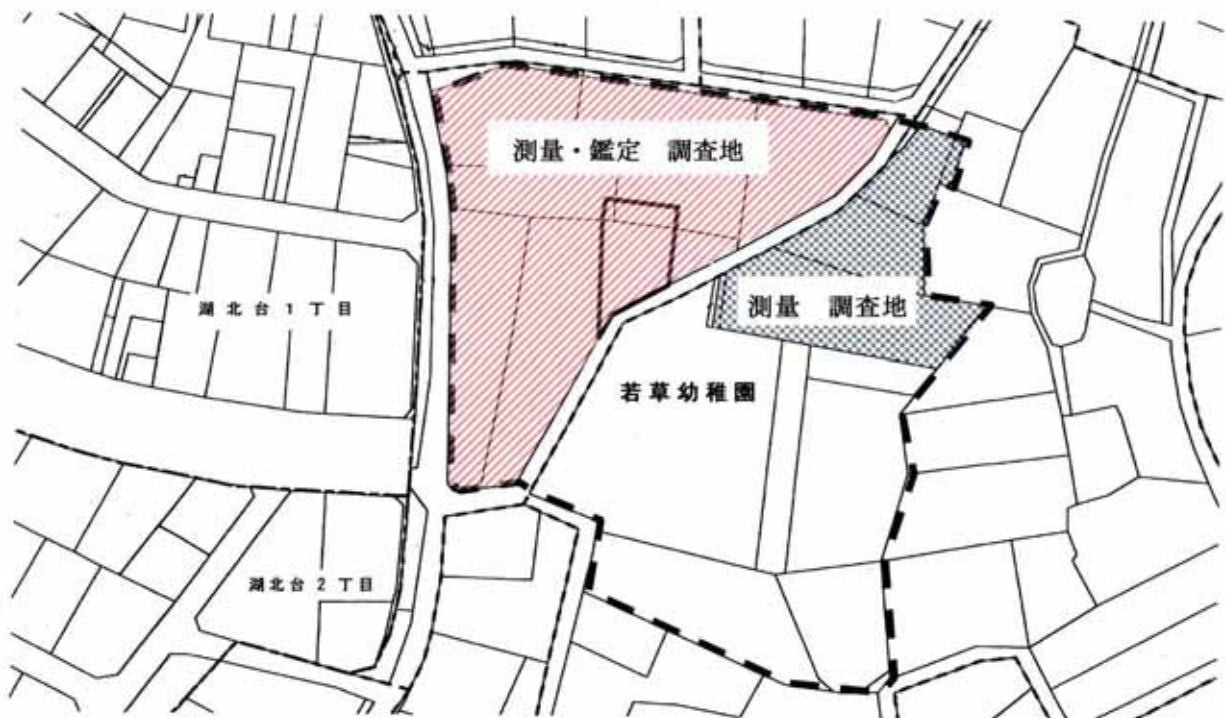 測量・鑑定 調査地
湖北台1丁目
測量 調査地
若草幼稚園
湖北台2丁目